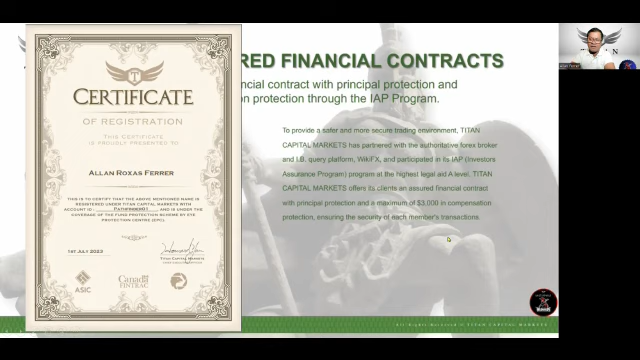 T
CERTIFICATE
OF REGISTRATION
THIS CERTIFICATE
IS PROUDLY PRESENTED TO
ALLAN ROXAS FERRER
THIS IS TO CERTIFY THAT THE ABOVE MENTIONED NAME IS
REGISTERED UNDER TITAN CAPITAL MARKETS WITH
ACCOUNT ID : AND IS UNDER THE
COVERAGE OF THE FUND PROTECTION SCHEME BY EYE
PROTECTION CENTRE (EPC).
1ST JULY 2023
TITAN CAPITAL MARKETS
ASIC
Canada
FINTRAC
RED FINANCIAL CONTRACTS
ncial contract with principal protection and
on protection through the IAP Program.
To provide a safer and more secure trading environment, TITAN
CAPITAL MARKETS has partnered with the authoritative forex broker
and I.B. query platform, WikiFX, and participated in its IAP (Investors
Assurance Program) program at the highest legal aid A level. TITAN
CAPITAL MARKETS offers its clients an assured financial contract
with principal protection and a maximum of $3,000 in compensation
protection, ensuring the security of each member's transactions.
All Rights Reserved © TITAN CAPITAL MARKETS